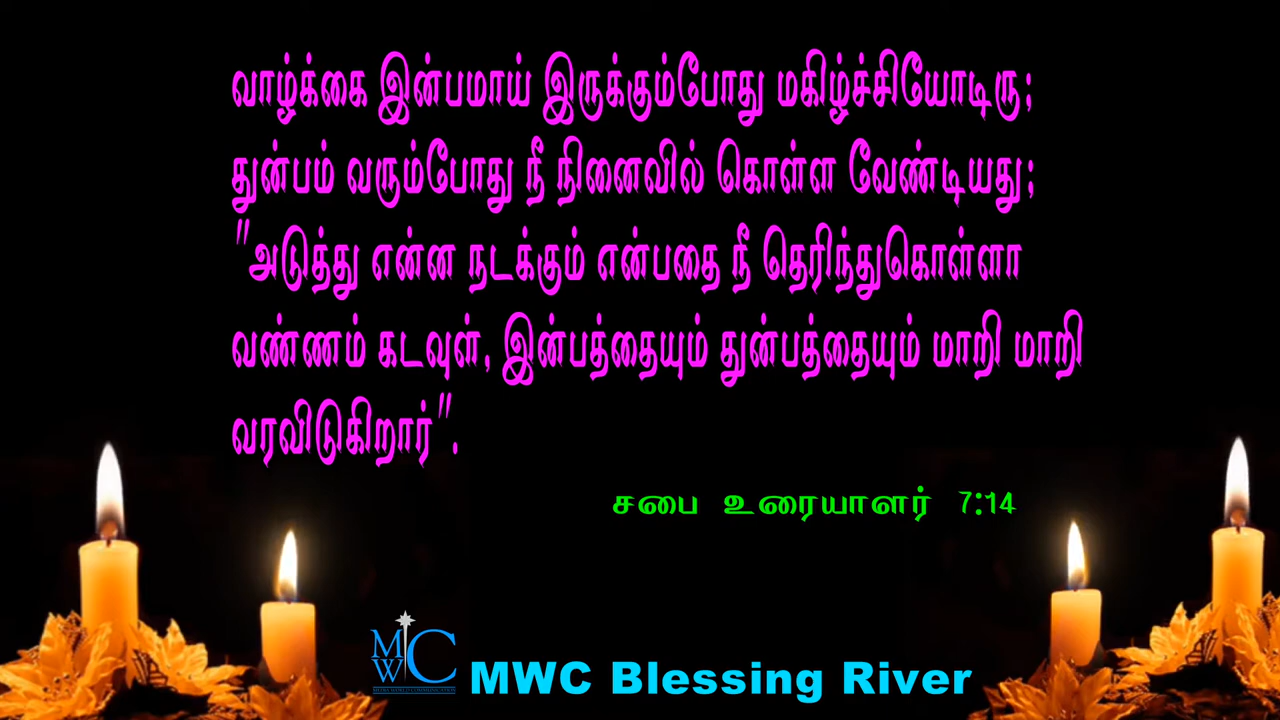 வாழ்க்கை இன்பமாய் இருக்கும்போது மகிழ்ச்சியோடிரு;
துன்பம் வரும்போது நீ நினைவில் கொள்ள வேண்டியது;
"அடுத்து என்ன நடக்கும் என்பதை நீ தெரிந்துகொள்ளா
வண்ணம் கடவுள், இன்பத்தையும் துன்பத்தையும் மாறி மாறி
வரவிடுகிறார்".
சபை உரையாளர் 7:14
MWC
MWC Blessing River